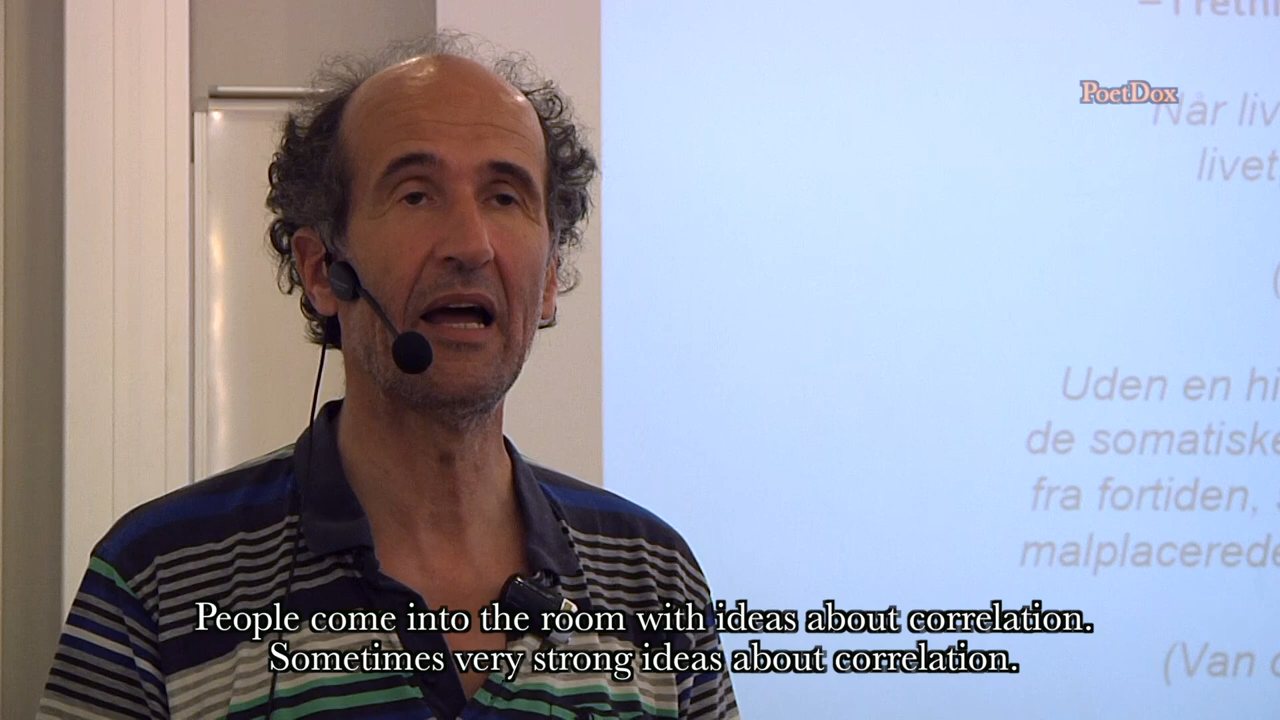 PoetDox
Når liv
livet
Uden en hi
de somatiske
fra fortiden,
malplacerede
(Van
People come into the room with ideas about correlation.
Sometimes very strong ideas about correlation.